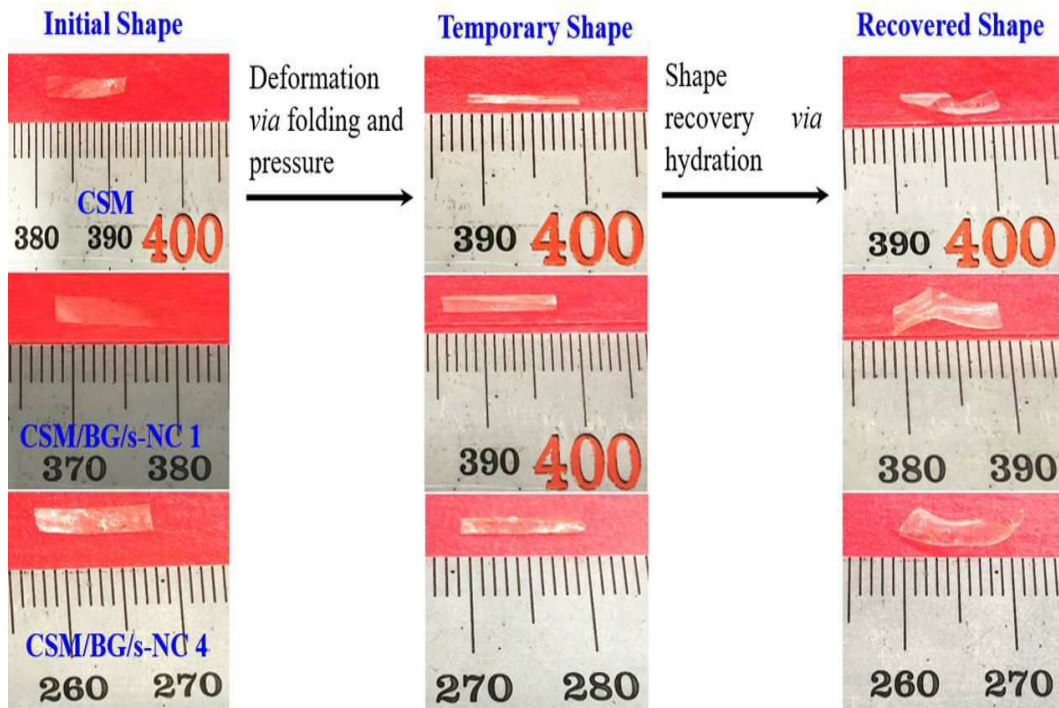 Initial Shape
Temporary Shape
Recovered Shape
Deformation
via folding and
pressure
Shape
recovery via
hydration
CSM
380 390 400
390 400
390 400
CSM/BG/s-NC 1
370 380
390 400
380 390
CSM/BG/s-NC 4
260 270
270 280
260 270